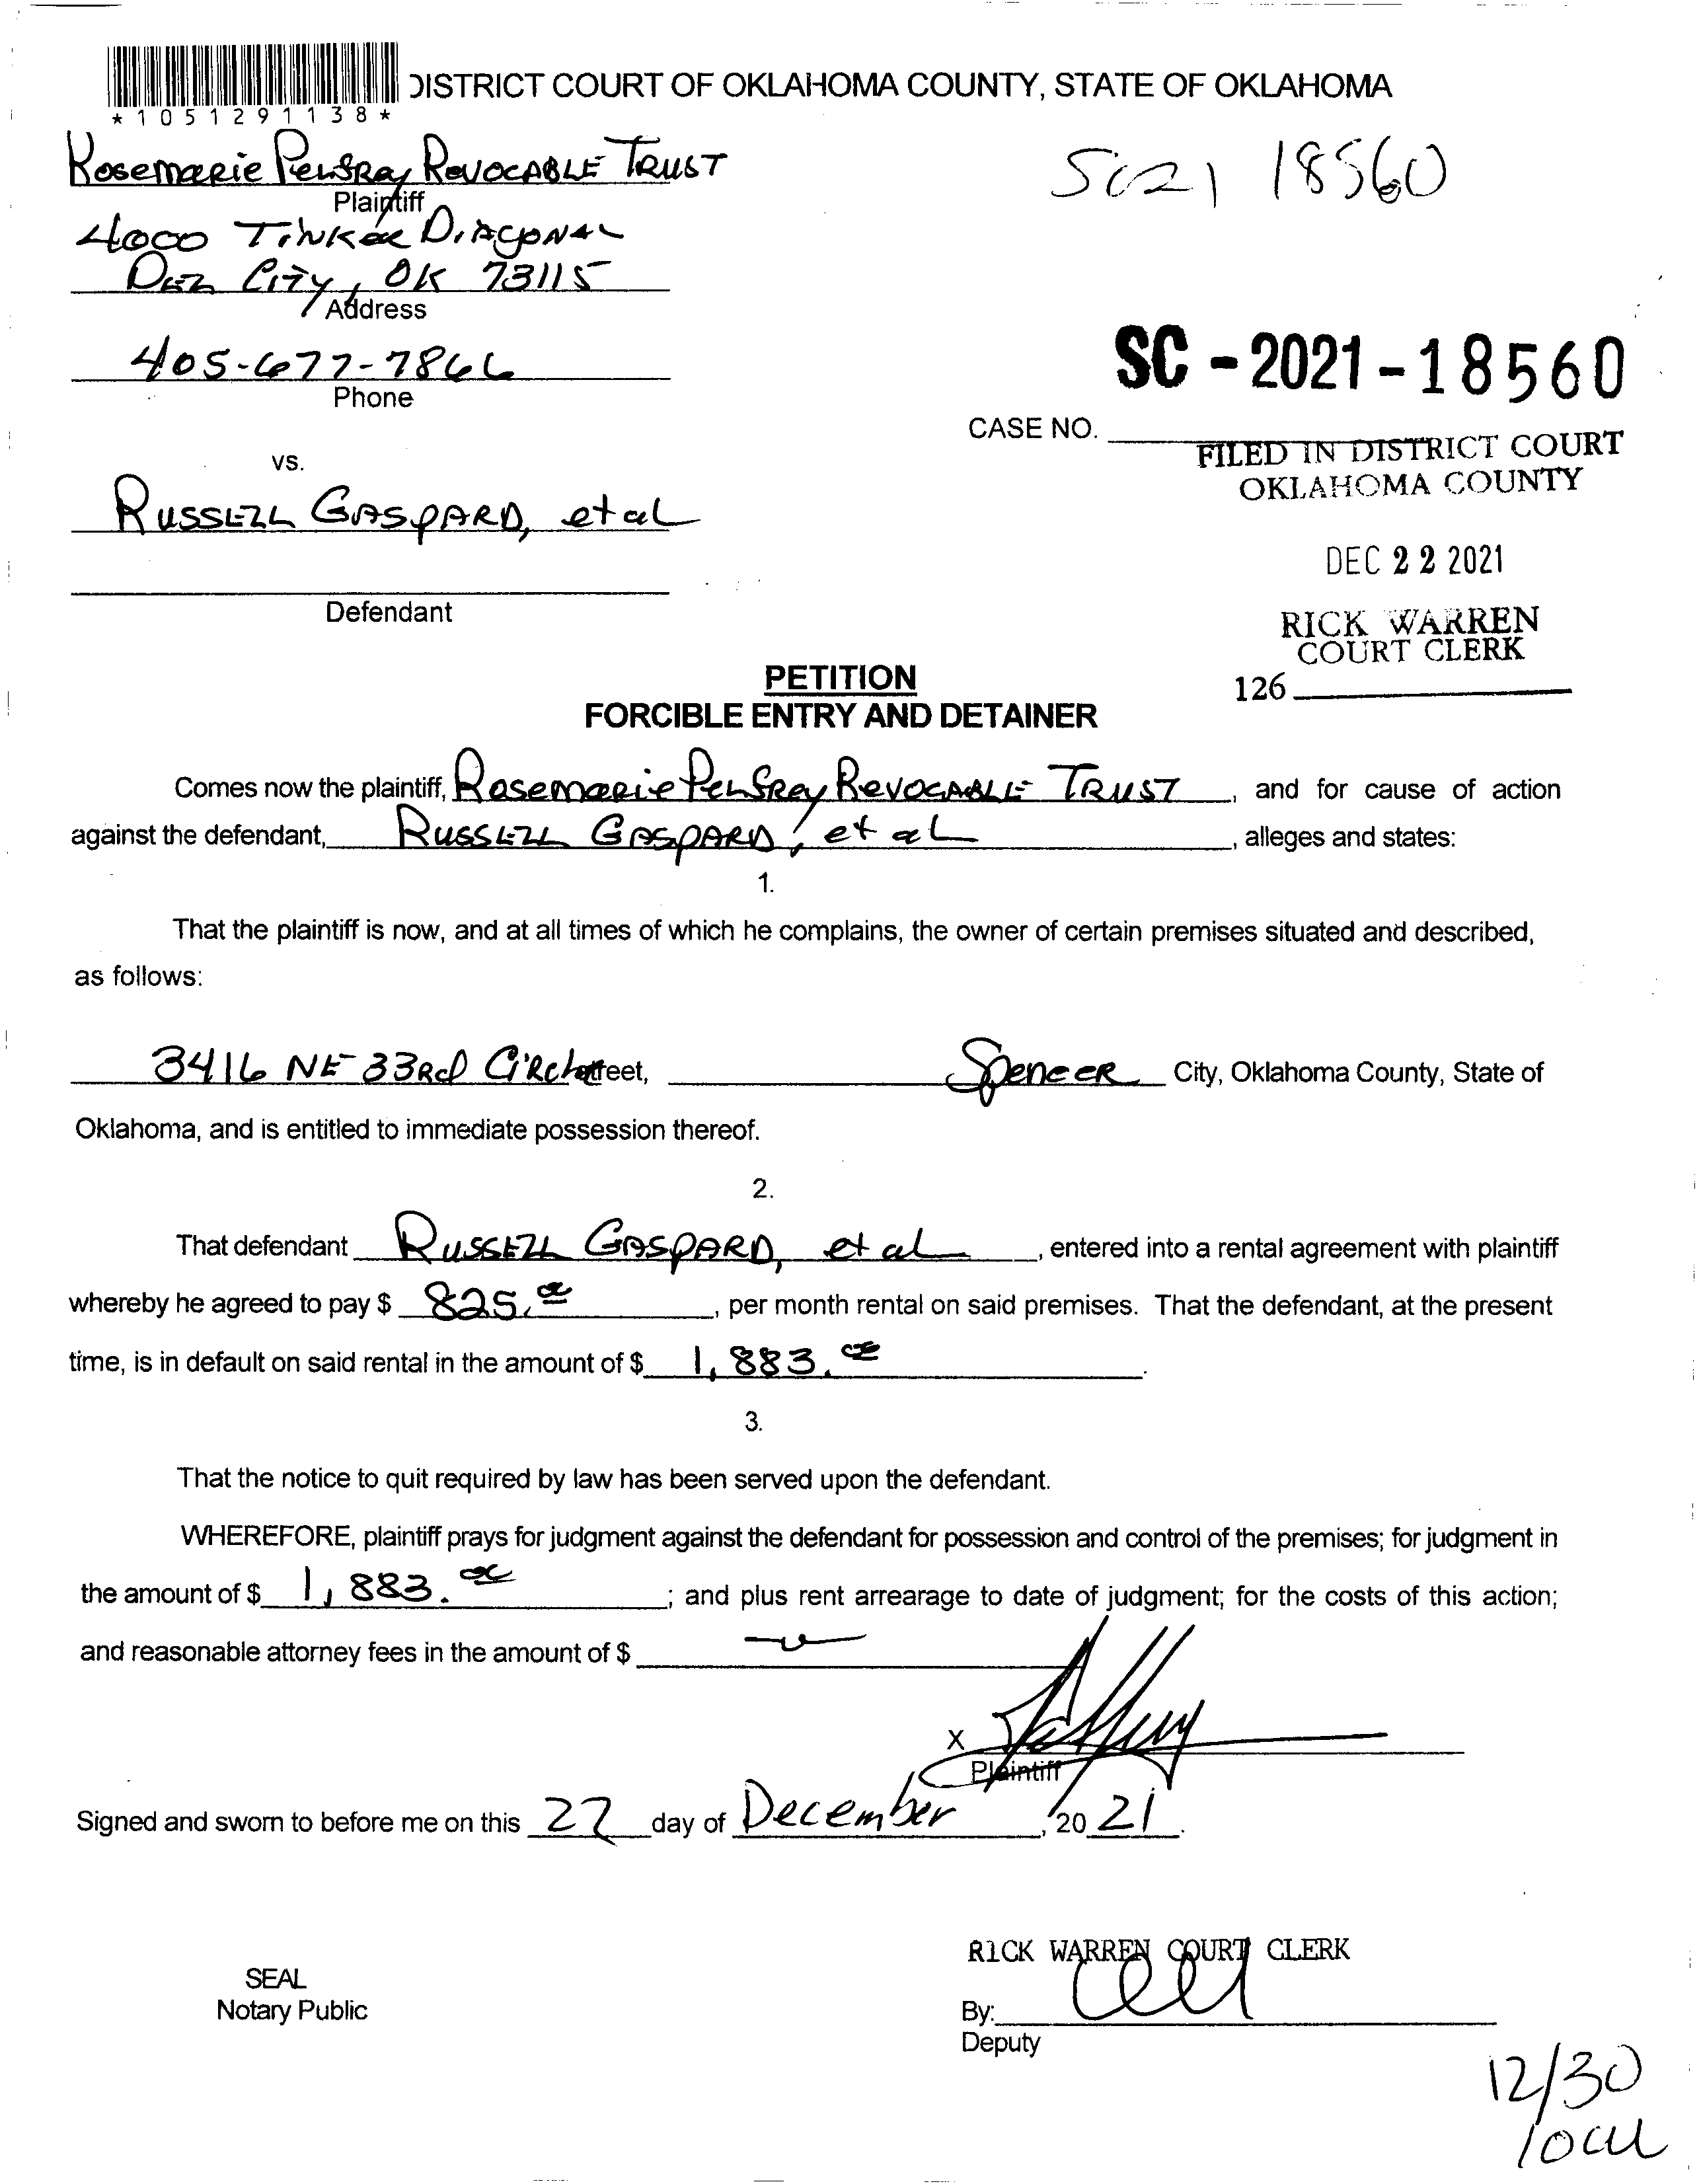 DISTRICT COURT OF OKLAHOMA COUNTY, STATE OF OKLAHOMA
*1051291138*
Rosemarie Pelfrey Revocable Trust
Plaintiff
SC21 18560
4000 Tinker Diagonal
Del City, OK 73115
Address
405-677-7866
Phone
SC-2021-18560
CASE NO.
FILED IN DISTRICT COURT
OKLAHOMA COUNTY
vs.
Russell Gaspard, et al
DEC 22 2021
Defendant
RICK WARREN
COURT CLERK
126
PETITION
FORCIBLE ENTRY AND DETAINER
Comes now the plaintiff, Rosemarie Pelfrey Revocable Trust, and for cause of action
against the defendant, Russell Gaspard, et al, alleges and states:
1.
That the plaintiff is now, and at all times of which he complains, the owner of certain premises situated and described,
as follows:
3416 NE 33rd Circle street, Spencer City, Oklahoma County, State of
Oklahoma, and is entitled to immediate possession thereof.
2.
That defendant Russell Gaspard, et al, entered into a rental agreement with plaintiff
whereby he agreed to pay $ 825.00, per month rental on said premises. That the defendant, at the present
time, is in default on said rental in the amount of $ 1,883.00.
3.
That the notice to quit required by law has been served upon the defendant.
WHEREFORE, plaintiff prays for judgment against the defendant for possession and control of the premises; for judgment in
the amount of $ 1,883.00; and plus rent arrearage to date of judgment; for the costs of this action;
and reasonable attorney fees in the amount of $
X
Plaintiff
Signed and sworn to before me on this 22 day of December, 20 21.
RICK WARREN COURT CLERK
SEAL
Notary Public
By:
Deputy
12/30